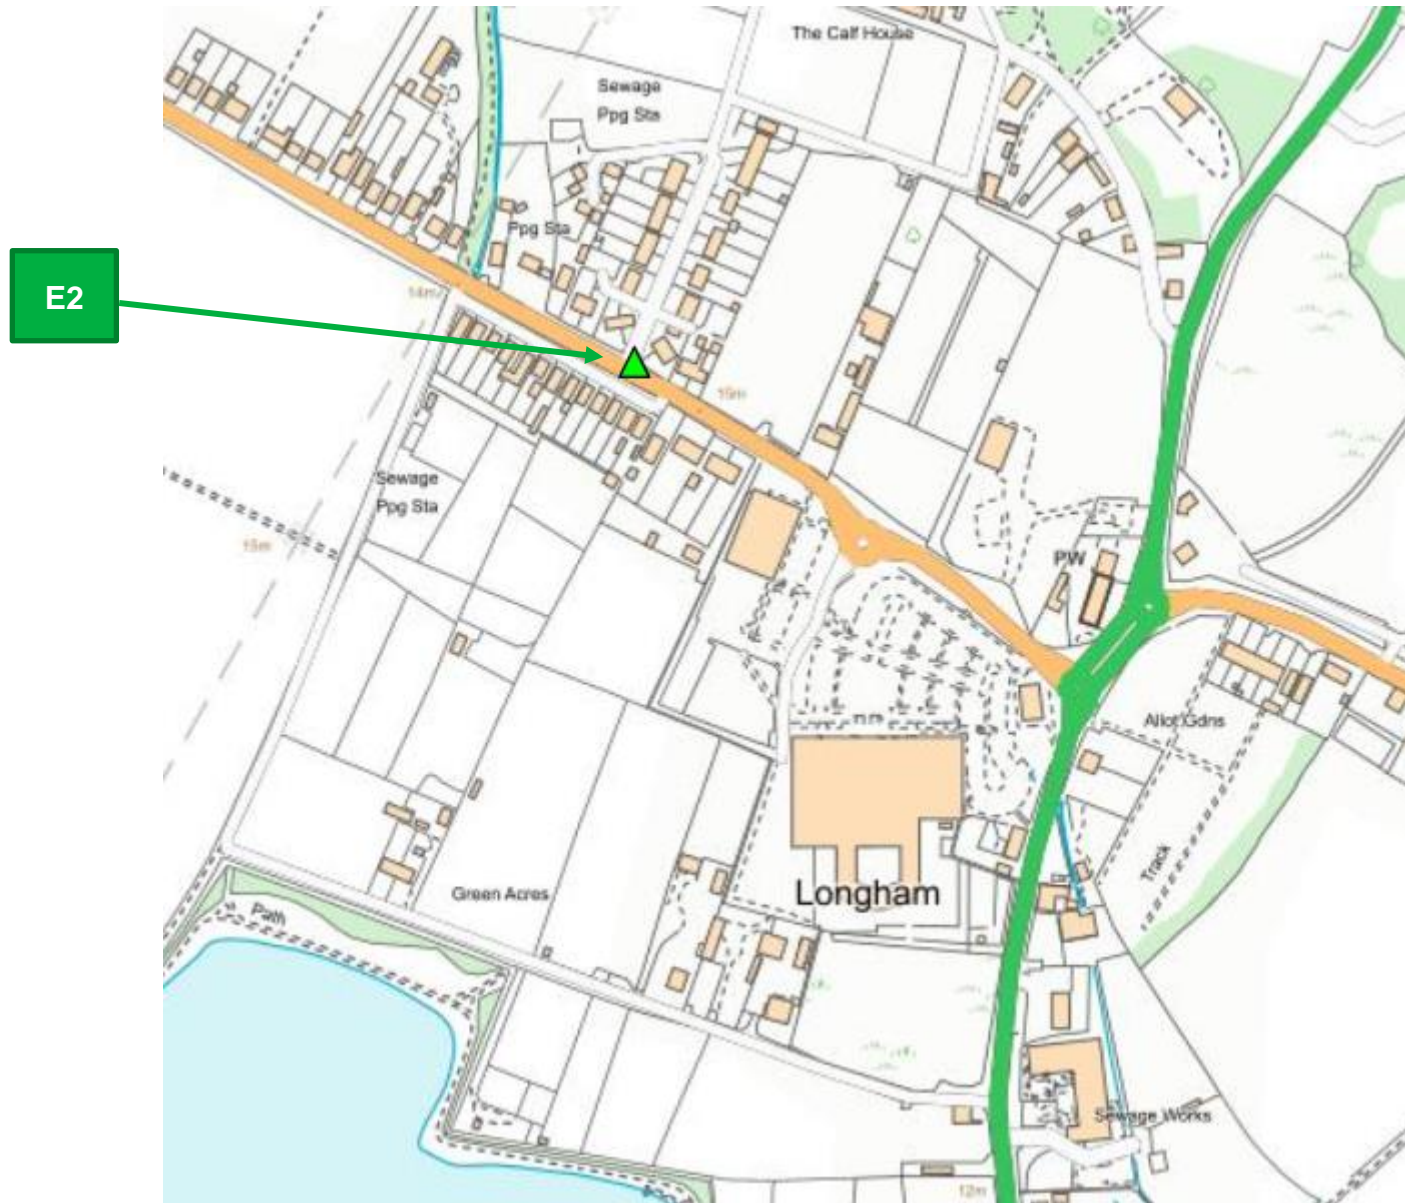 The Calf House
Sewage
Ppg Sta
Ppg Sta
E2
14m
15m
Sewage
Ppg Sta
15m
PW
Allot Gdns
Track
Longham
Green Acres
Path
Sewage Works
12m